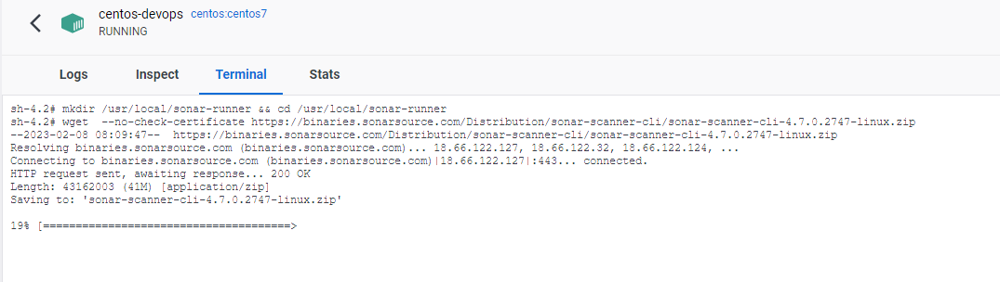 centos-devops centos:centos7
RUNNING
Logs Inspect Terminal Stats
sh-4.2# mkdir /usr/local/sonar-runner && cd /usr/local/sonar-runner
sh-4.2# wget  --no-check-certificate https://binaries.sonarsource.com/Distribution/sonar-scanner-cli/sonar-scanner-cli-4.7.0.2747-linux.zip
--2023-02-08 08:09:47--  https://binaries.sonarsource.com/Distribution/sonar-scanner-cli/sonar-scanner-cli-4.7.0.2747-linux.zip
Resolving binaries.sonarsource.com (binaries.sonarsource.com)... 18.66.122.127, 18.66.122.32, 18.66.122.124, ...
Connecting to binaries.sonarsource.com (binaries.sonarsource.com)|18.66.122.127|:443... connected.
HTTP request sent, awaiting response... 200 OK
Length: 43162003 (41M) [application/zip]
Saving to: 'sonar-scanner-cli-4.7.0.2747-linux.zip'
19% [======================================>